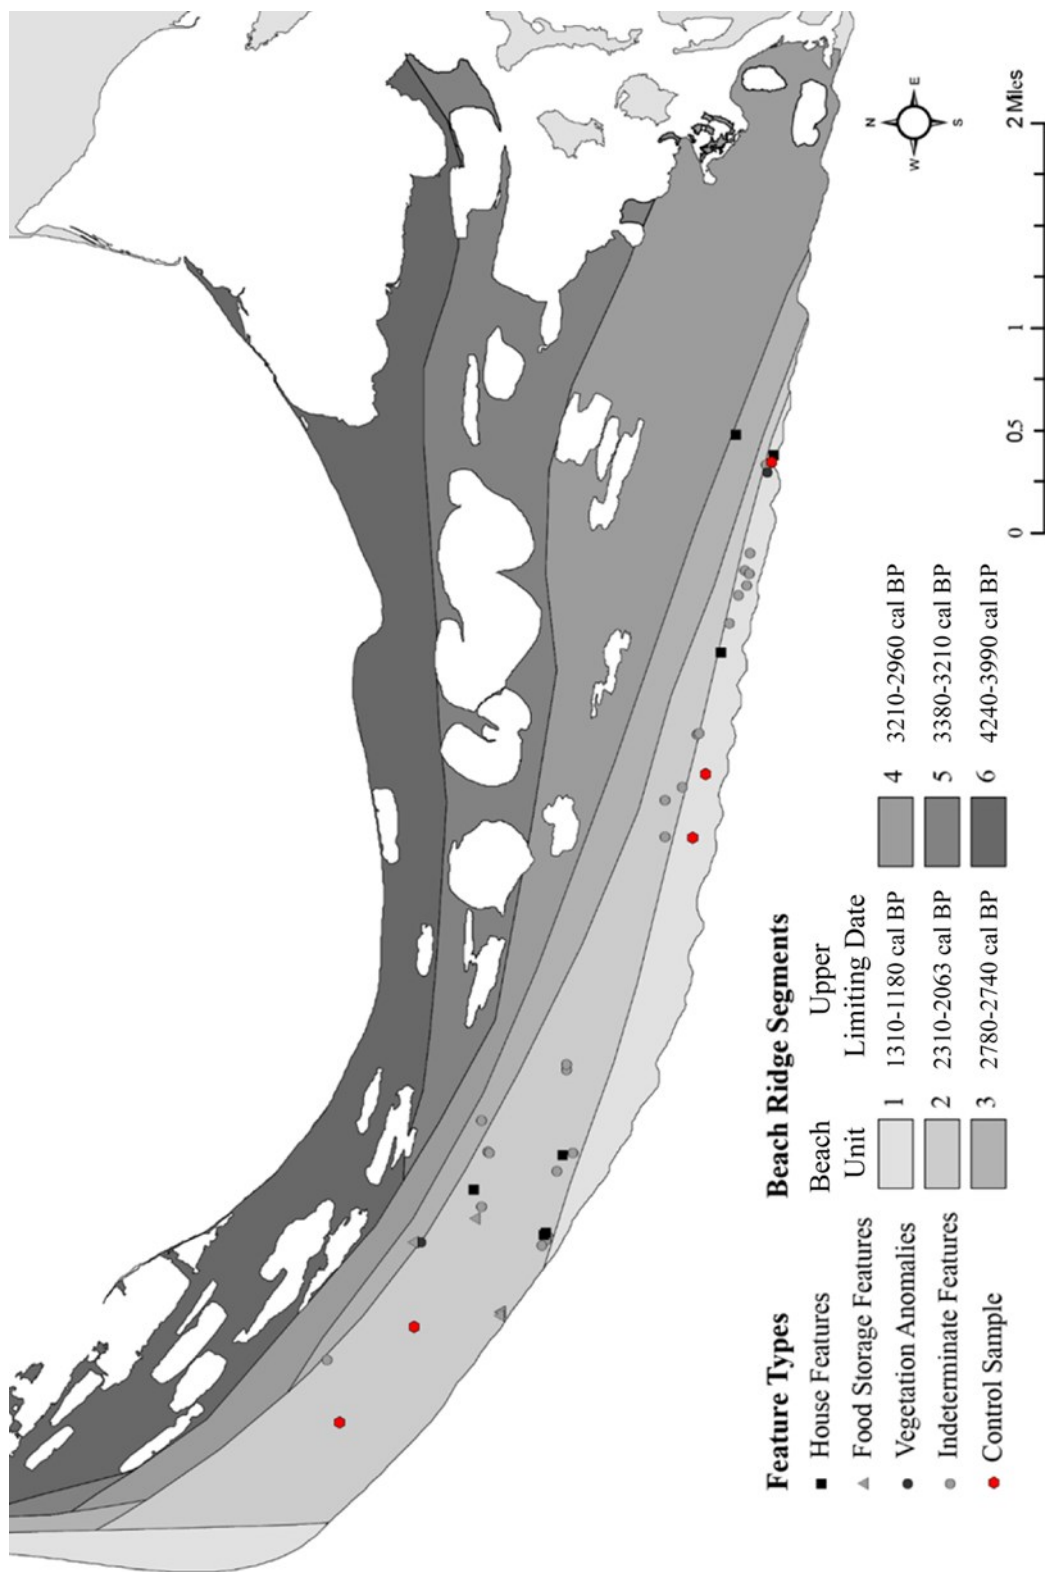 N
W E
S
0 0.5 1 2 Miles
Feature Types
House Features
Food Storage Features
Vegetation Anomalies
Indeterminate Features
Control Sample
Beach Ridge Segments
Beach Unit
Upper Limiting Date
1 1310-1180 cal BP
2 2310-2063 cal BP
3 2780-2740 cal BP
4 3210-2960 cal BP
5 3380-3210 cal BP
6 4240-3990 cal BP